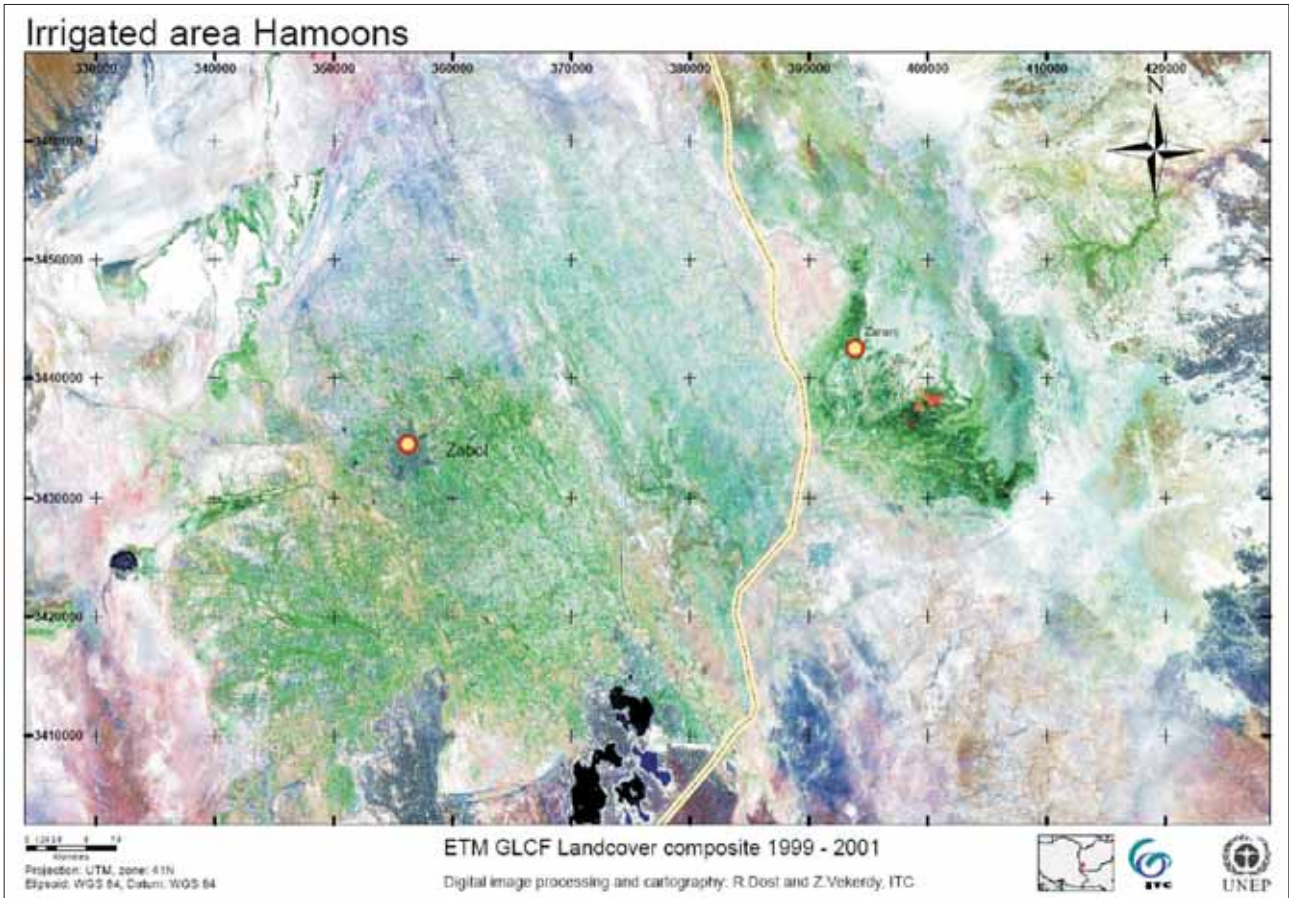 Irrigated area Hamoons
330000 340000 350000 360000 370000 380000 390000 400000 410000 420000
N
3460000
3450000
Zaranj
3440000
Zabol
3430000
3420000
3410000
ETM GLCF Landcover composite 1999 - 2001
Kilometers
Projection: UTM, zone: 41N
Elipsoid: WGS 84, Datum: WGS 84
Digital image processing and cartography: R.Dost and Z.Vekerdy, ITC
ITC
UNEP